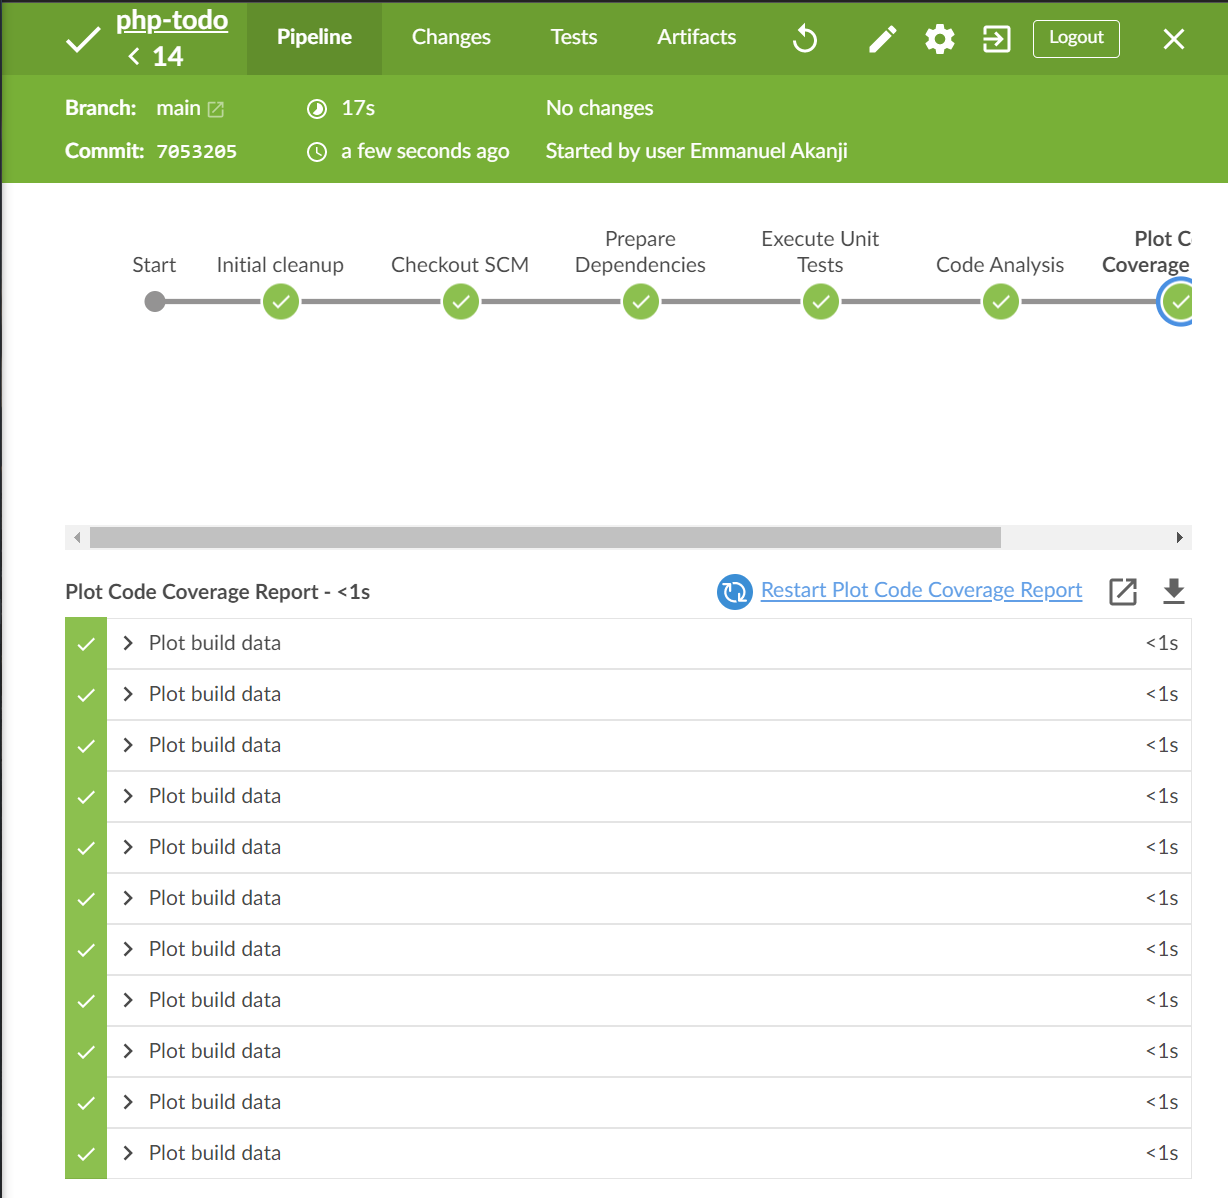 php-todo
< 14
Pipeline
Changes
Tests
Artifacts
Logout
Branch: main
17s
No changes
Commit: 7053205
a few seconds ago
Started by user Emmanuel Akanji
Start
Initial cleanup
Checkout SCM
Prepare
Dependencies
Execute Unit
Tests
Code Analysis
Plot C
Coverage
Plot Code Coverage Report - <1s
Restart Plot Code Coverage Report
Plot build data <1s
Plot build data <1s
Plot build data <1s
Plot build data <1s
Plot build data <1s
Plot build data <1s
Plot build data <1s
Plot build data <1s
Plot build data <1s
Plot build data <1s
Plot build data <1s